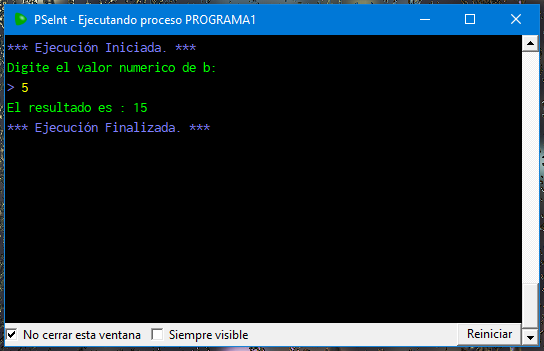 PSeInt - Ejecutando proceso PROGRAMA1
*** Ejecución Iniciada. ***
Digite el valor numerico de b:
> 5
El resultado es : 15
*** Ejecución Finalizada. ***
No cerrar esta ventana Siempre visible Reiniciar